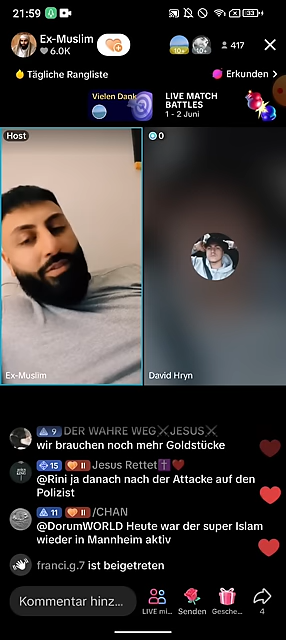 21:59
Ex-Muslim
6.0K
10+
10+
417
Tägliche Rangliste
Erkunden >
Vielen Dank
LIVE MATCH
BATTLES
1 - 2 Juni
Host
0
Ex-Muslim
David Hryn
9 DER WAHRE WEG⚔JESUS⚔
wir brauchen noch mehr Goldstücke
15 II Jesus Rettet✝️❤️
@Rini ja danach nach der Attacke auf den
Polizist
11 II /CHAN
@DorumWORLD Heute war der super Islam
wieder in Mannheim aktiv
franci.g.7 ist beigetreten
Kommentar hinz...
LIVE mi...
Senden
Gesche...
4